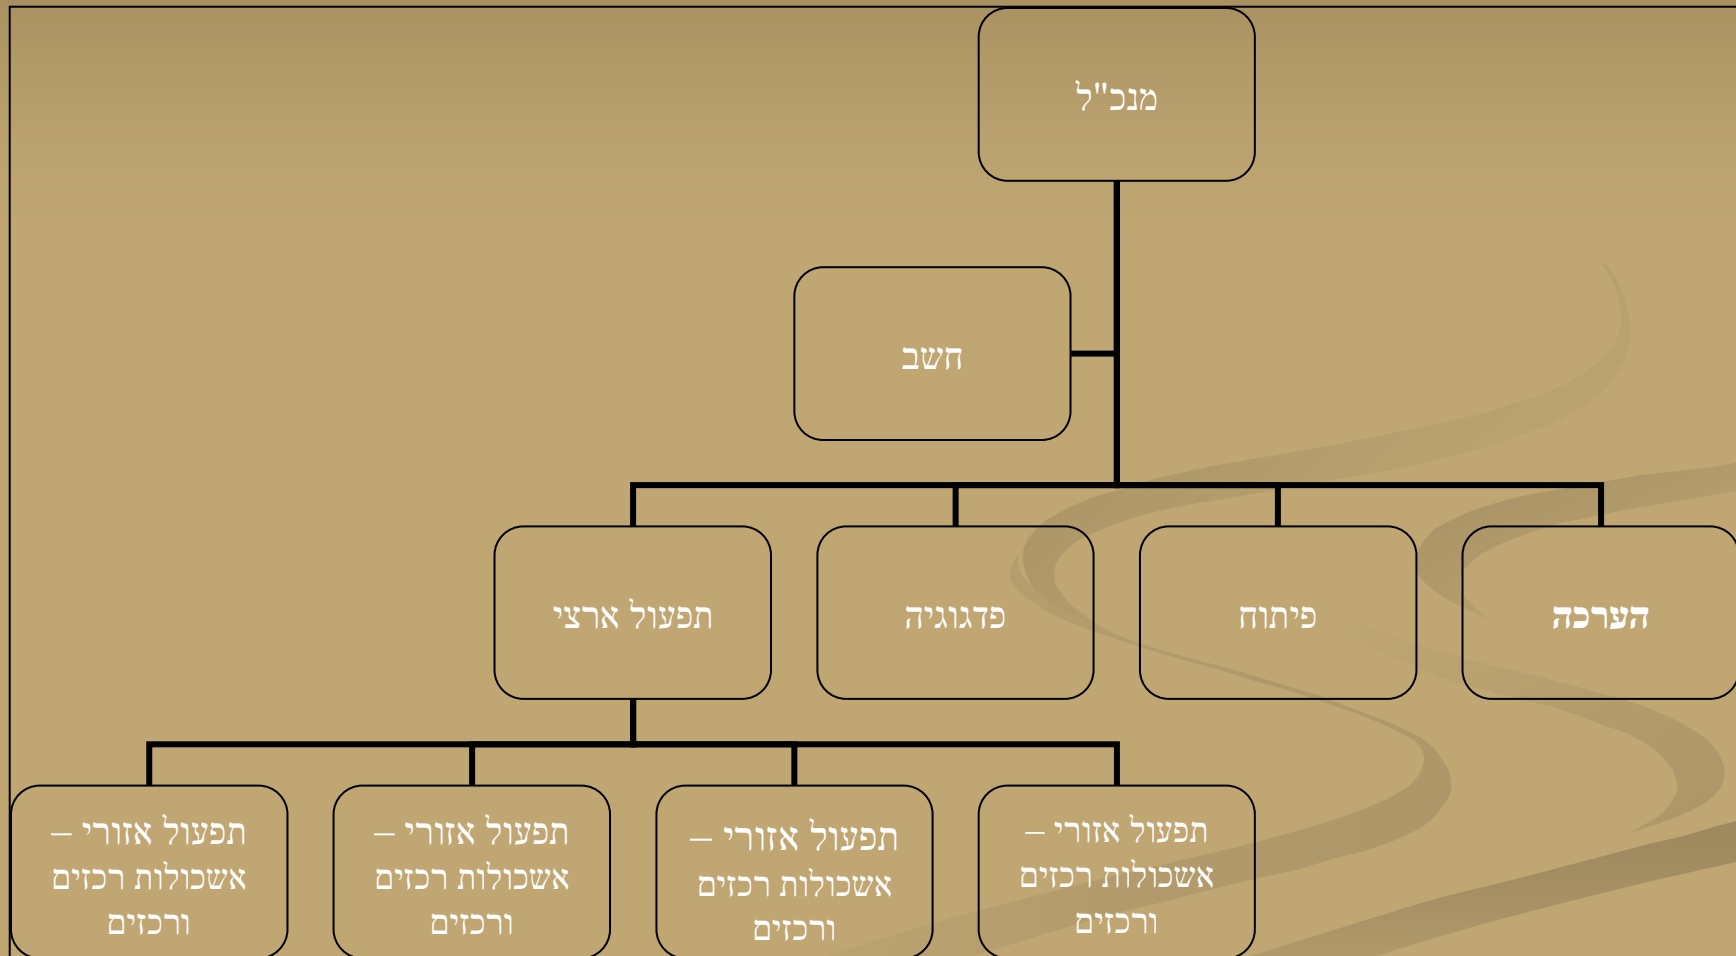 מנכ"ל
חשב
הערכה
פיתוח
פדגוגיה
תפעול ארצי
תפעול אזורי –
אשכולות רכזים
ורכזים
תפעול אזורי –
אשכולות רכזים
ורכזים
תפעול אזורי –
אשכולות רכזים
ורכזים
תפעול אזורי –
אשכולות רכזים
ורכזים